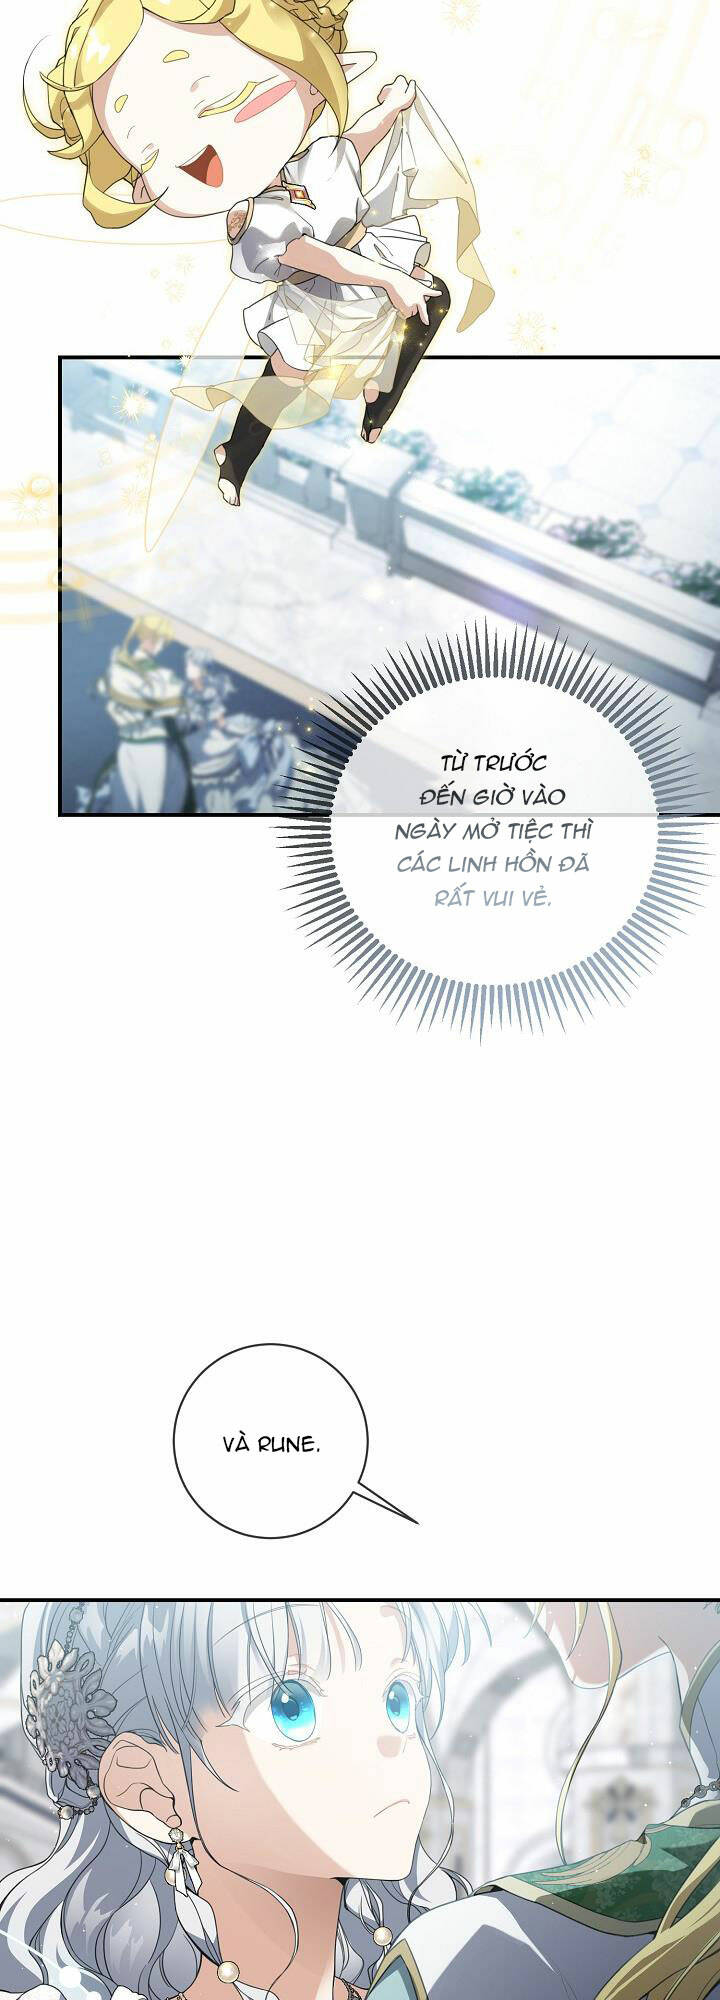 TỪ TRƯỚC
ĐẾN GIỜ VÀO
NGÀY MỞ TIỆC THÌ
CÁC LINH HỒN ĐÃ
RẤT VUI VẺ.
VÀ RUNE.